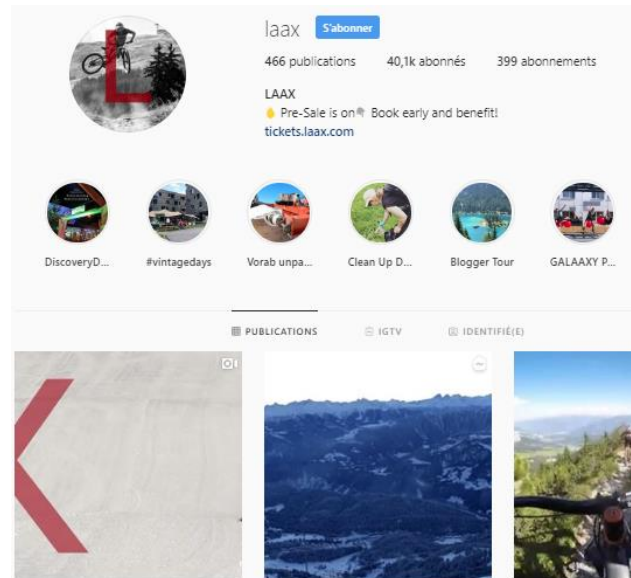 laax S'abonner
466 publications 40,1k abonnés 399 abonnements
LAAX
Pre-Sale is on Book early and benefit!
tickets.laax.com
L
DiscoveryD... #vintagedays Vorab unpa... Clean Up D... Blogger Tour GALAAXY P...
PUBLICATIONS IGTV IDENTIFIÉ(E)
X